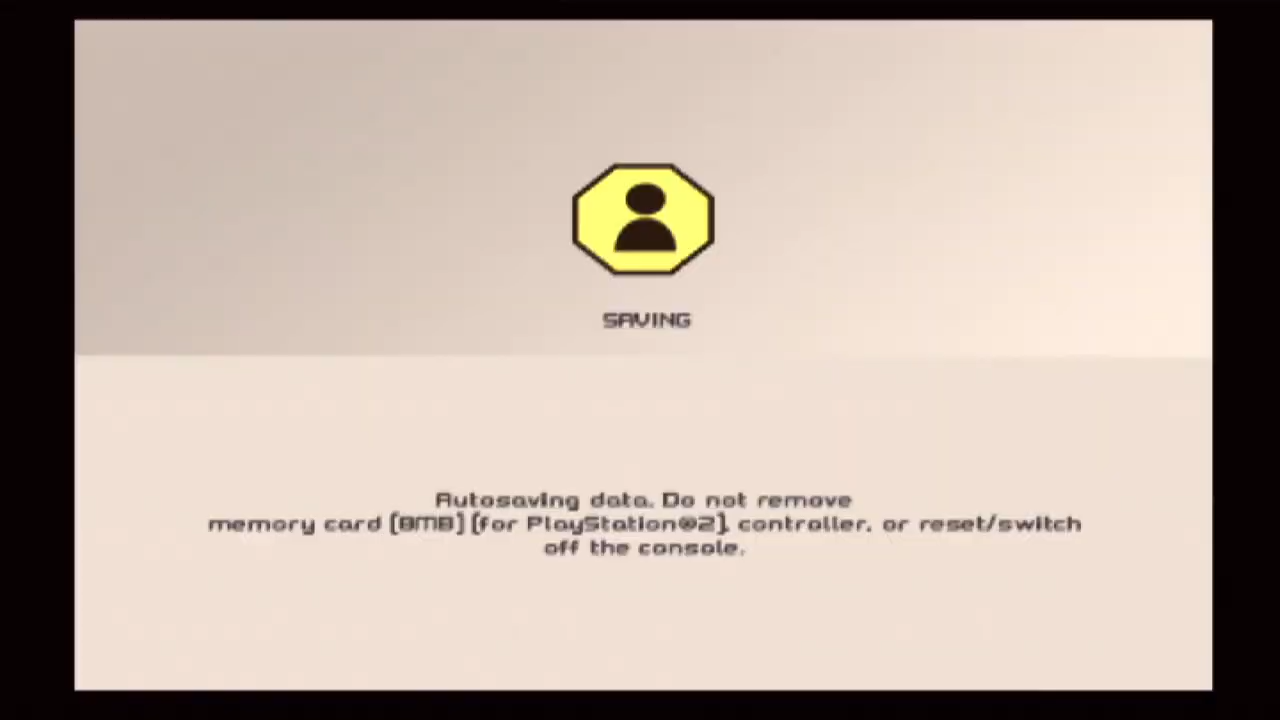 SAVING
Autosaving data. Do not remove
memory card (8MB) (for PlayStation®2), controller, or reset/switch
off the console.